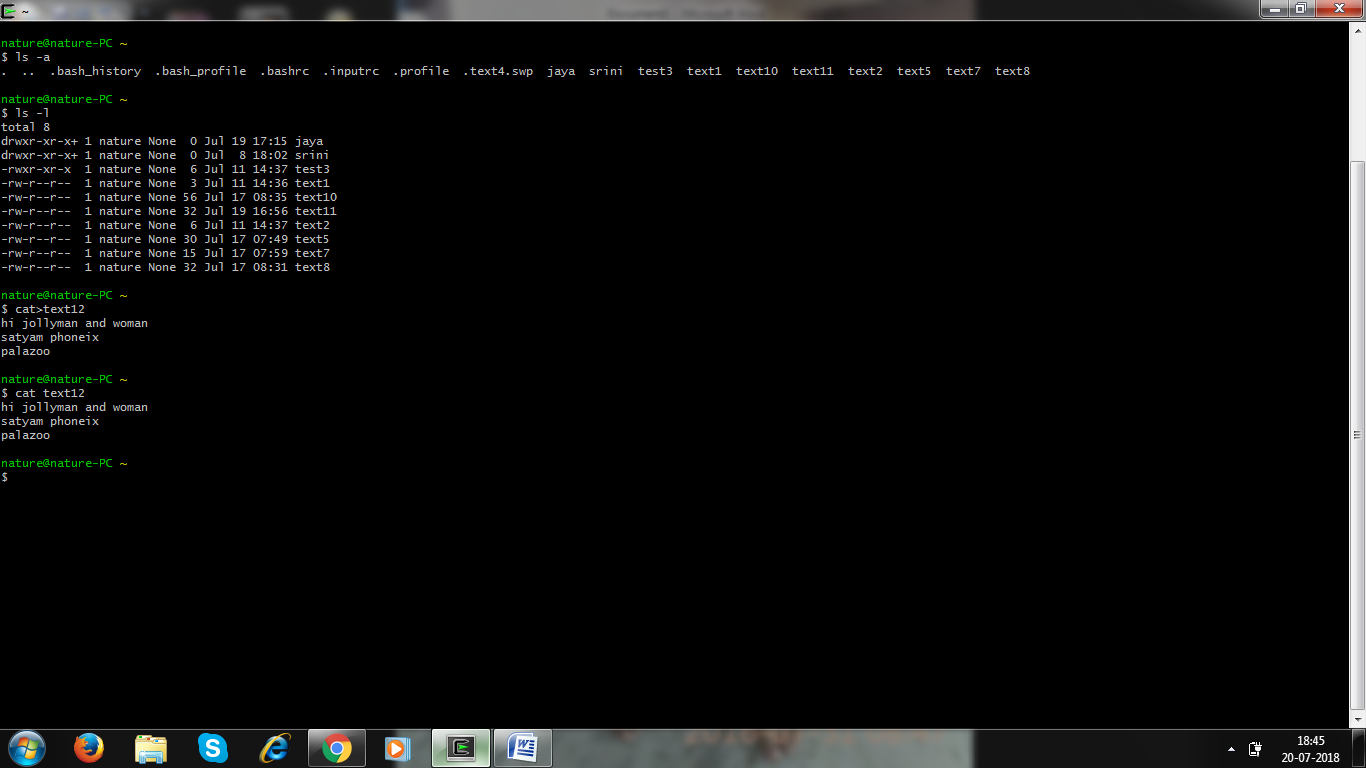 ~
nature@nature-PC ~
$ ls -a
.  ..  .bash_history  .bash_profile  .bashrc  .inputrc  .profile  .text4.swp  jaya  srini  test3  text1  text10  text11  text2  text5  text7  text8
nature@nature-PC ~
$ ls -l
total 8
drwxr-xr-x+ 1 nature None  0 Jul 19 17:15 jaya
drwxr-xr-x+ 1 nature None  0 Jul  8 18:02 srini
-rwxr-xr-x  1 nature None  6 Jul 11 14:37 test3
-rw-r--r--  1 nature None  3 Jul 11 14:36 text1
-rw-r--r--  1 nature None 56 Jul 17 08:35 text10
-rw-r--r--  1 nature None 32 Jul 19 16:56 text11
-rw-r--r--  1 nature None  6 Jul 11 14:37 text2
-rw-r--r--  1 nature None 30 Jul 17 07:49 text5
-rw-r--r--  1 nature None 15 Jul 17 07:59 text7
-rw-r--r--  1 nature None 32 Jul 17 08:31 text8
nature@nature-PC ~
$ cat>text12
hi jollyman and woman
satyam phoneix
palazoo
nature@nature-PC ~
$ cat text12
hi jollyman and woman
satyam phoneix
palazoo
nature@nature-PC ~
$
18:45
20-07-2018